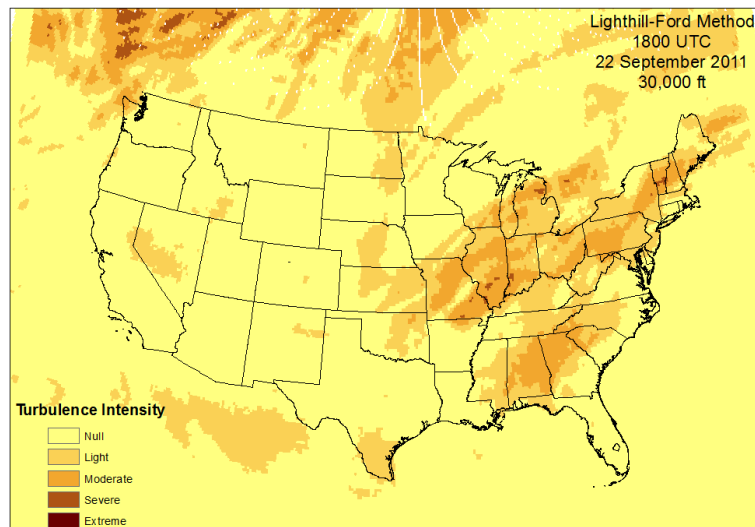 Lighthill-Ford Method
1800 UTC
22 September 2011
30,000 ft
Turbulence Intensity
Null
Light
Moderate
Severe
Extreme